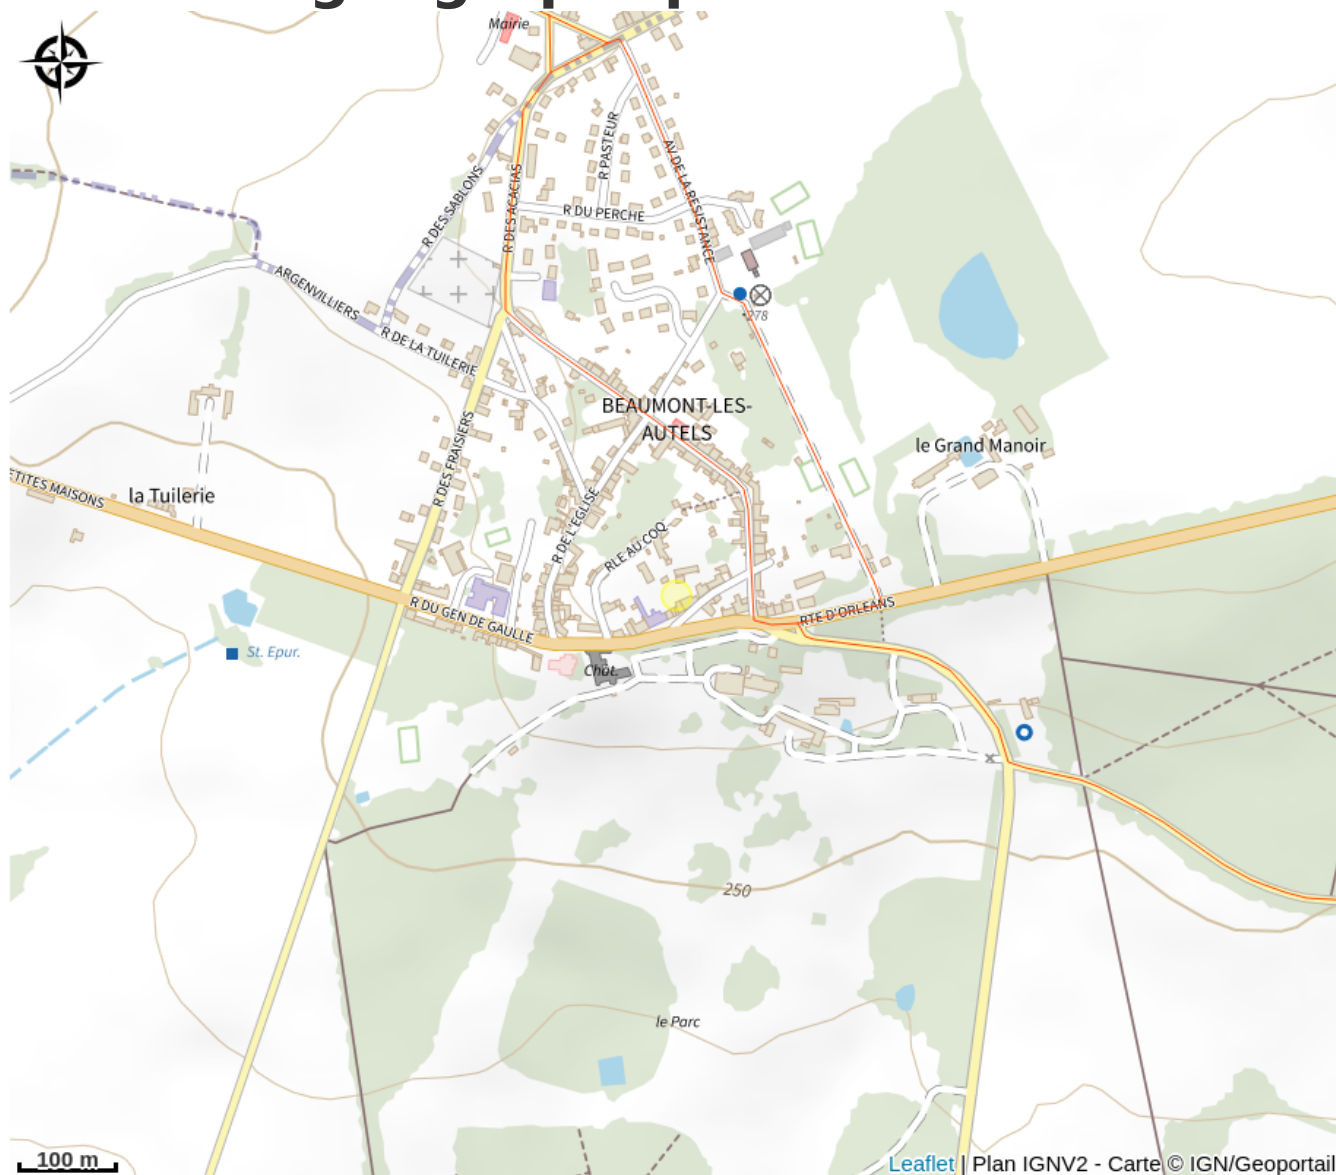 Mairie
R PASTEUR
AV DE LA RESISTANCE
R DES SABLONS
R DES ACACIAS
R DU PERCHE
ARGENVILLIERS
278
R DE LA TUILERIE
BEAUMONT-LES-
AUTELS
R DES FRAISIERS
le Grand Manoir
ETITES MAISONS
la Tuilerie
R DE L'EGLISE
RLE AU COQ
R DU GEN DE GAULLE
RTE D'ORLEANS
St. Epur.
Chât.
250
le Parc
100 m
Leaflet | Plan IGNV2 - Carte © IGN/Geoportail